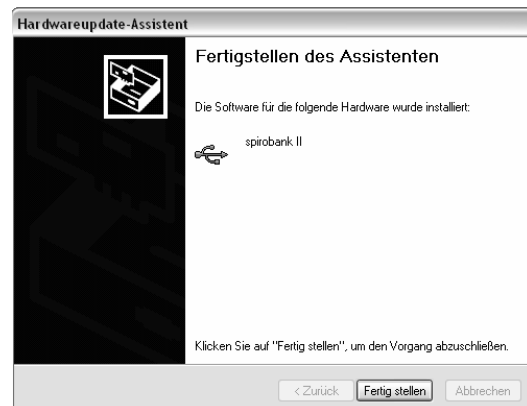 Hardwareupdate-Assistent
Fertigstellen des Assistenten
Die Software für die folgende Hardware wurde installiert:
spirobank II
Klicken Sie auf "Fertig stellen", um den Vorgang abzuschließen.
< Zurück
Fertig stellen
Abbrechen